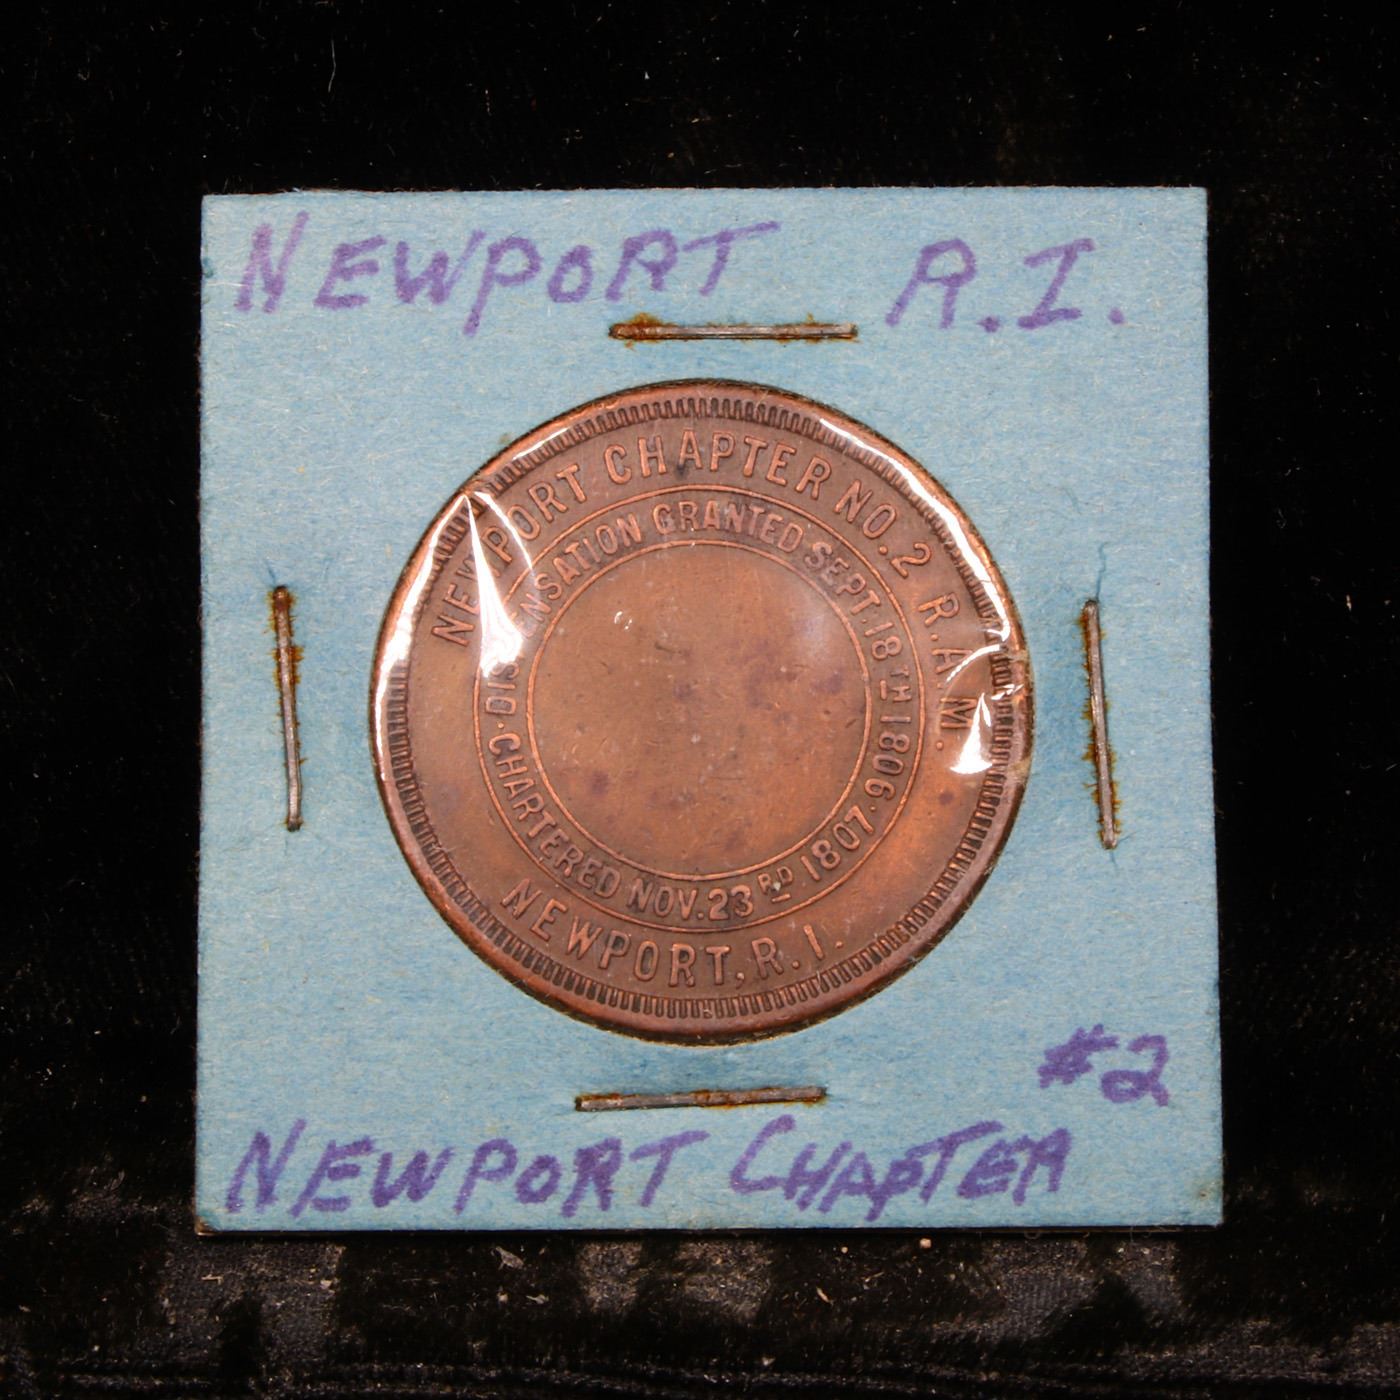 NEWPORT R.I.
NEWPORT CHAPTER NO. 2 R.A.M.
·DISPENSATION GRANTED SEPT. 18TH 1806·
CHARTERED NOV. 23RD 1807
NEWPORT, R.I.
#2
NEWPORT CHAPTER